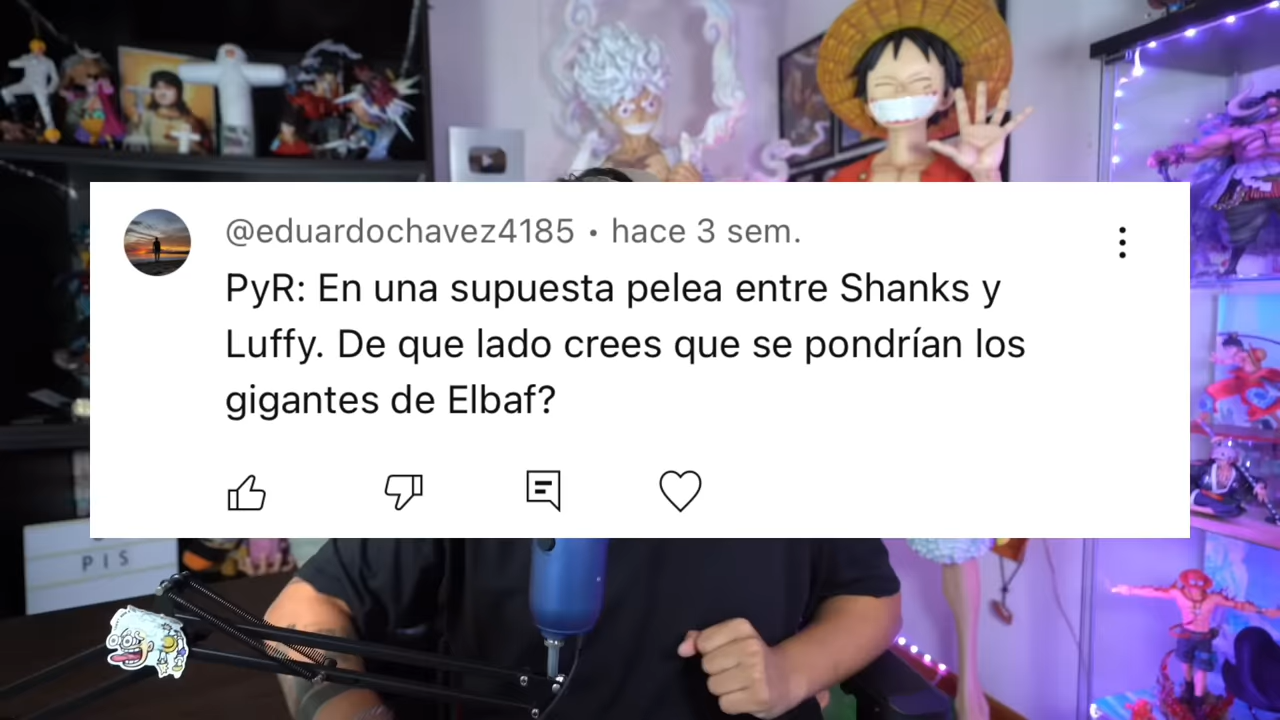 @eduardochavez4185 • hace 3 sem.
PyR: En una supuesta pelea entre Shanks y
Luffy. De que lado crees que se pondrían los
gigantes de Elbaf?
PIS